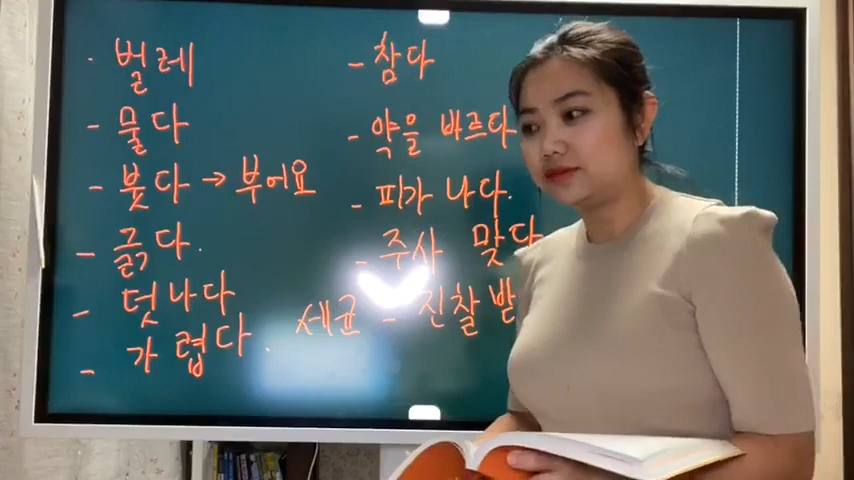 · 벌레
- 물다
- 붓다 → 부어요
- 긁다.
- 덧나다
- 가렵다.
세균
- 참다
- 약을 바르다
- 피가 나다.
- 주사 맞다
- 진찰 받